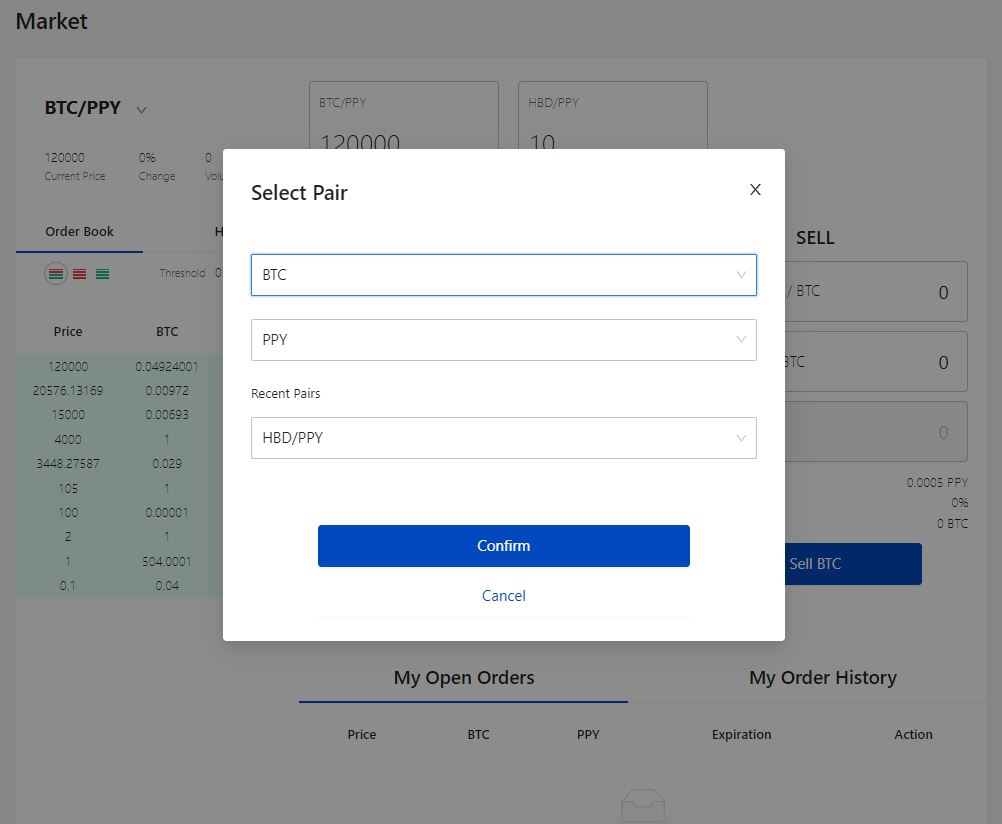 Market
BTC/PPY
120000 0% 0
Current Price Change
BTC/PPY
120000
HBD/PPY
10
Order Book
Threshold 0
Price BTC
120000 0.04924001
20576.13169 0.00972
15000 0.00693
4000 1
3448.27587 0.029
105 1
100 0.00001
2 1
1 504.0001
0.1 0.04
Select Pair
X
BTC
PPY
Recent Pairs
HBD/PPY
Confirm
Cancel
SELL
/ BTC 0
BTC 0
0
0.0005 PPY
0%
0 BTC
Sell BTC
My Open Orders My Order History
Price BTC PPY Expiration Action